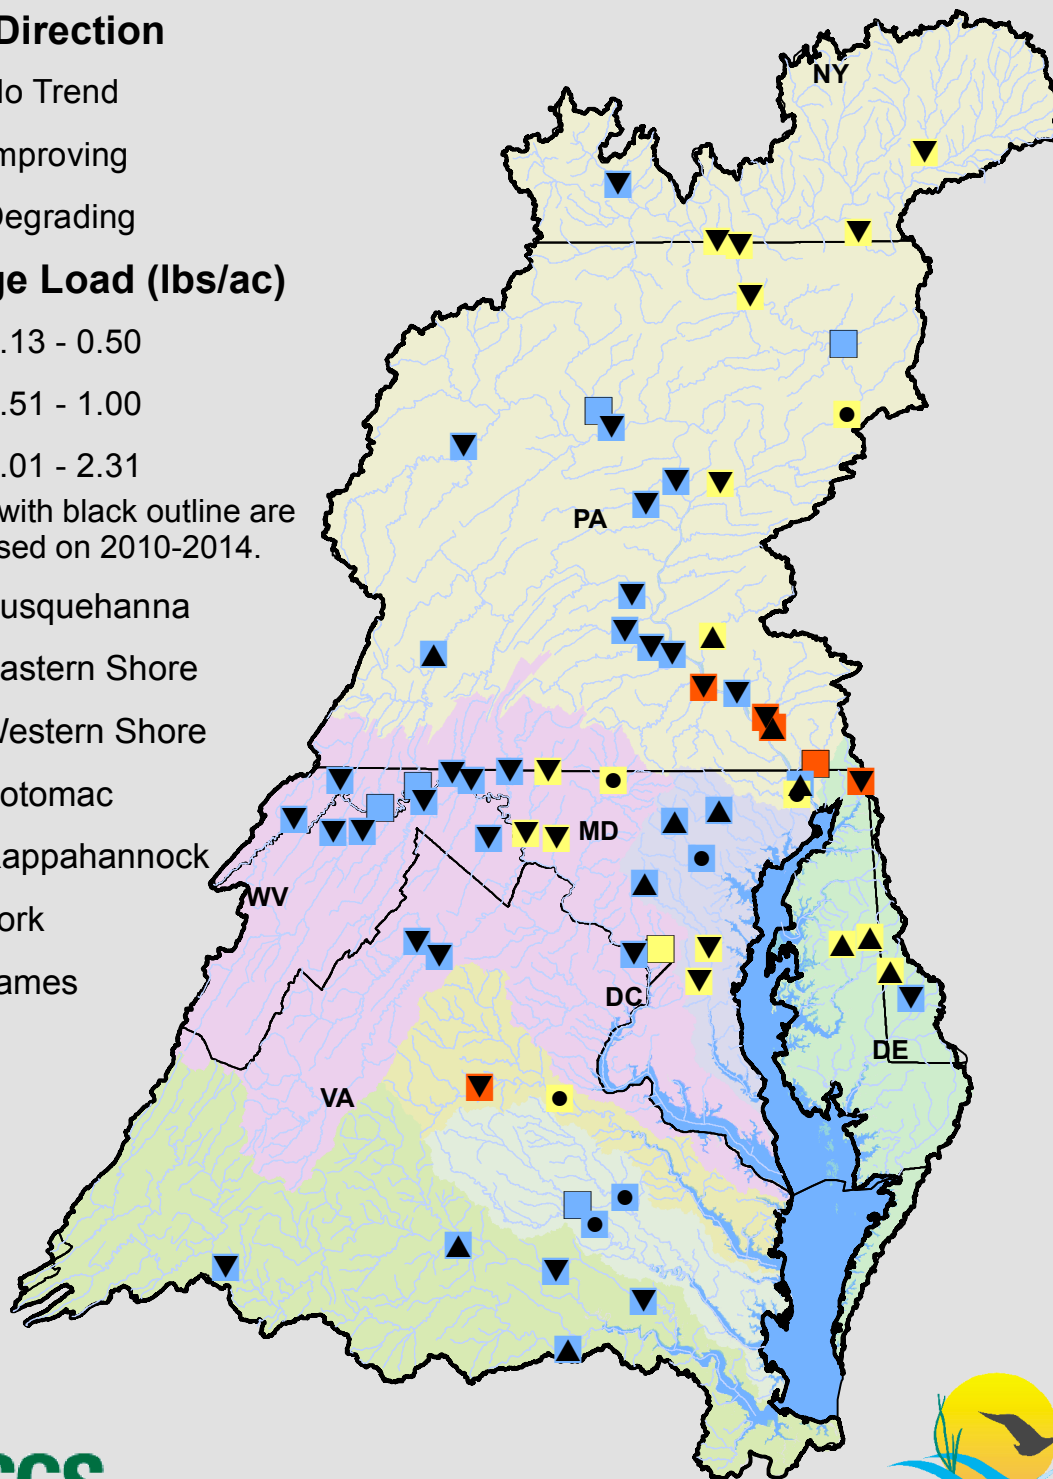 Direction
lo Trend
mproving
Degrading
ge Load (lbs/ac)
.13 - 0.50
.51 - 1.00
.01 - 2.31
with black outline are
sed on 2010-2014.
usquehanna
astern Shore
Western Shore
otomac
appahannock
ork
ames
NY
PA
MD
WV
DC
DE
VA